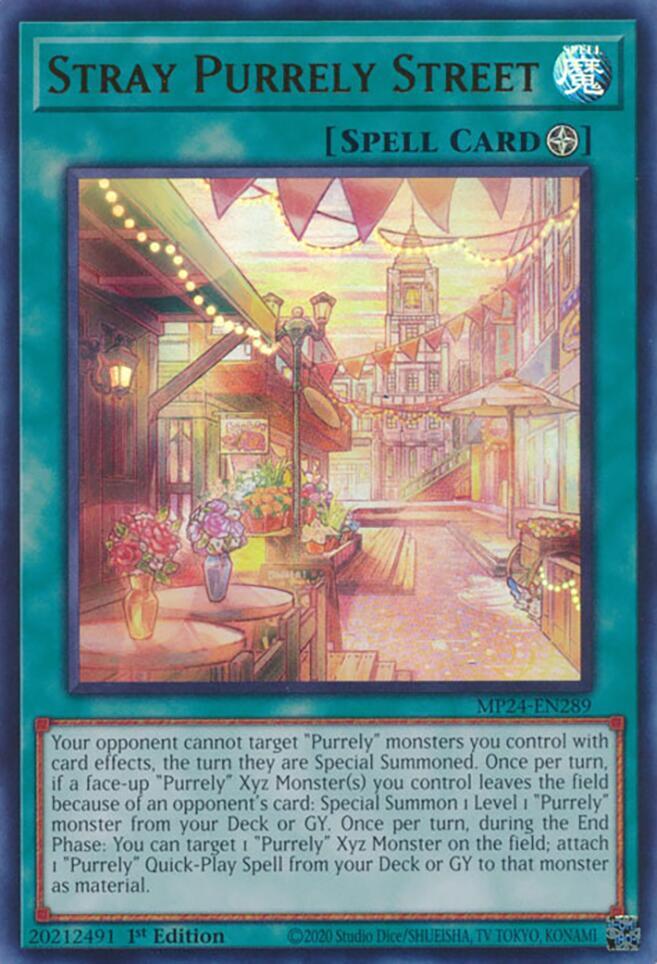 STRAY PURRELY STREET
SPELL
魔
[SPELL CARD]
MP24-EN289
Your opponent cannot target "Purrely" monsters you control with
card effects, the turn they are Special Summoned. Once per turn,
if a face-up "Purrely" Xyz Monster(s) you control leaves the field
because of an opponent's card: Special Summon 1 Level 1 "Purrely"
monster from your Deck or GY. Once per turn, during the End
Phase: You can target 1 "Purrely" Xyz Monster on the field; attach
1 "Purrely" Quick-Play Spell from your Deck or GY to that monster
as material.
20212491 1st Edition
©2020 Studio Dice/SHUEISHA, TV TOKYO, KONAMI